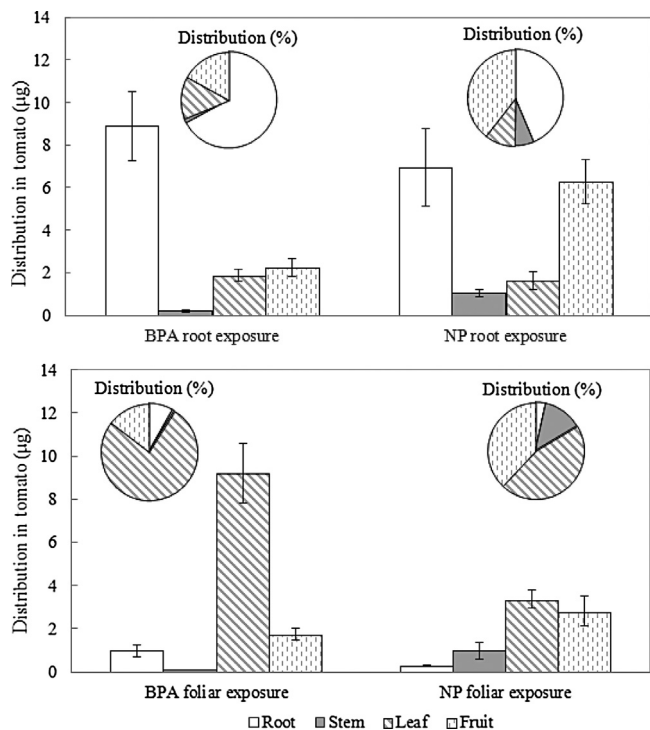 14
12
10
8
6
4
2
0
Distribution in tomato (µg)
Distribution (%)
Distribution (%)
BPA root exposure
NP root exposure
14
12
10
8
6
4
2
0
Distribution in tomato (µg)
Distribution (%)
Distribution (%)
BPA foliar exposure
NP foliar exposure
Root Stem Leaf Fruit